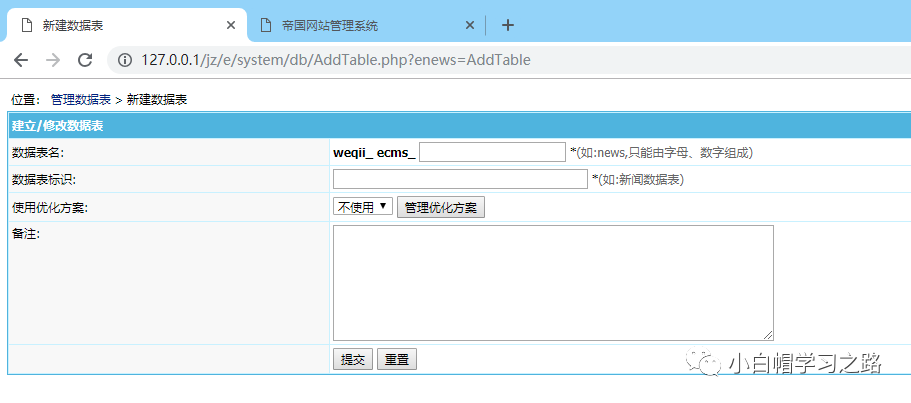 新建数据表
帝国网站管理系统
127.0.0.1/jz/e/system/db/AddTable.php?enews=AddTable
位置: 管理数据表 > 新建数据表
建立/修改数据表
数据表名: weqii_ ecms_ *(如:news,只能由字母、数字组成)
数据表标识: *(如:新闻数据表)
使用优化方案: 不使用 管理优化方案
备注:
提交 重置
小白帽学习之路